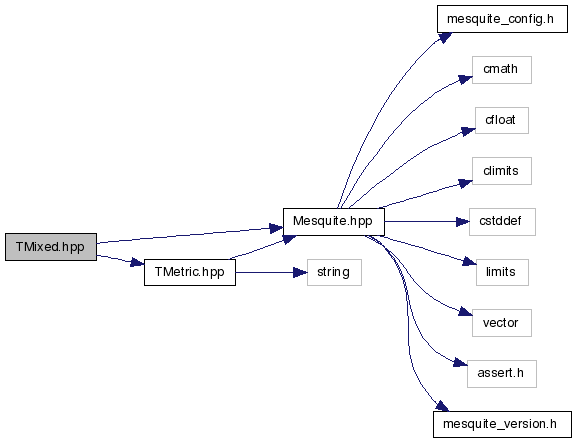 mesquite_config.h
cmath
cfloat
climits
Mesquite.hpp
cstddef
TMixed.hpp
TMetric.hpp
string
limits
vector
assert.h
mesquite_version.h